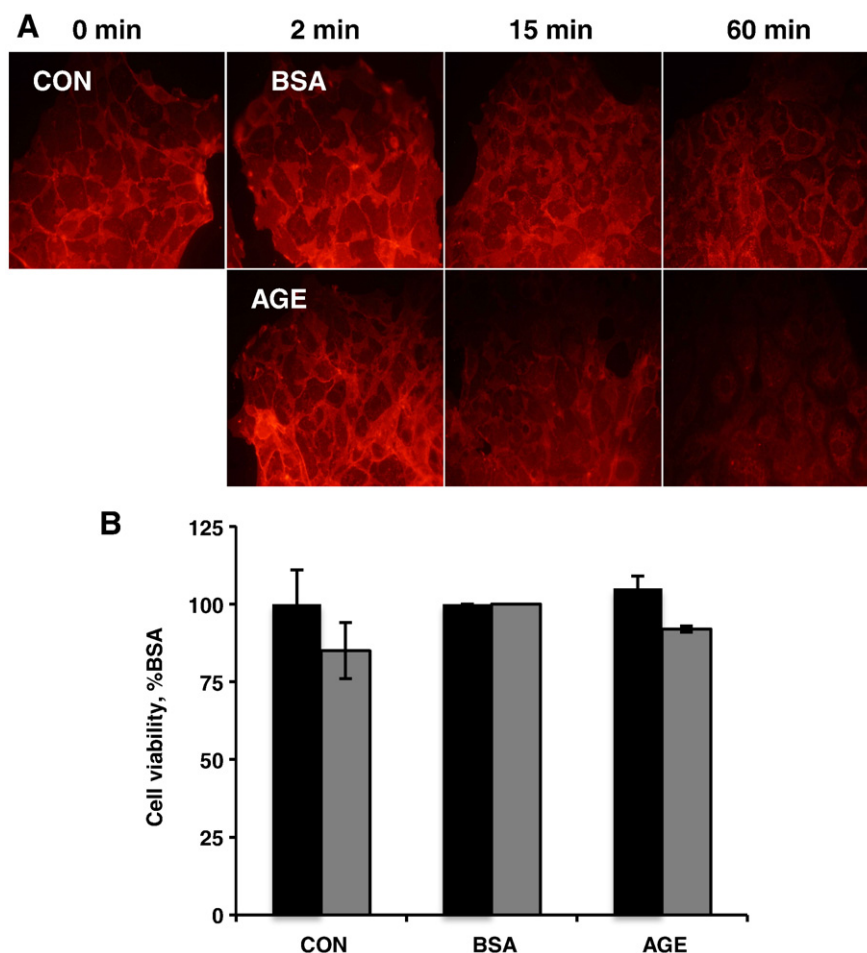 A
0 min 2 min 15 min 60 min
CON BSA
AGE
B
125
100
75
50
25
0
Cell viability, %BSA
CON BSA AGE